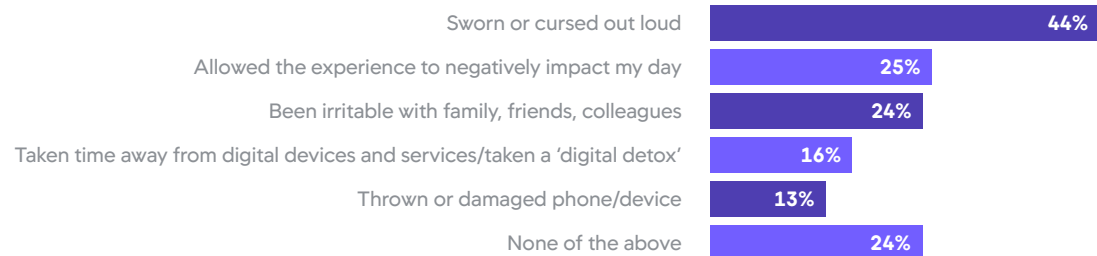 Sworn or cursed out loud 44%
Allowed the experience to negatively impact my day 25%
Been irritable with family, friends, colleagues 24%
Taken time away from digital devices and services/taken a ‘digital detox’ 16%
Thrown or damaged phone/device 13%
None of the above 24%